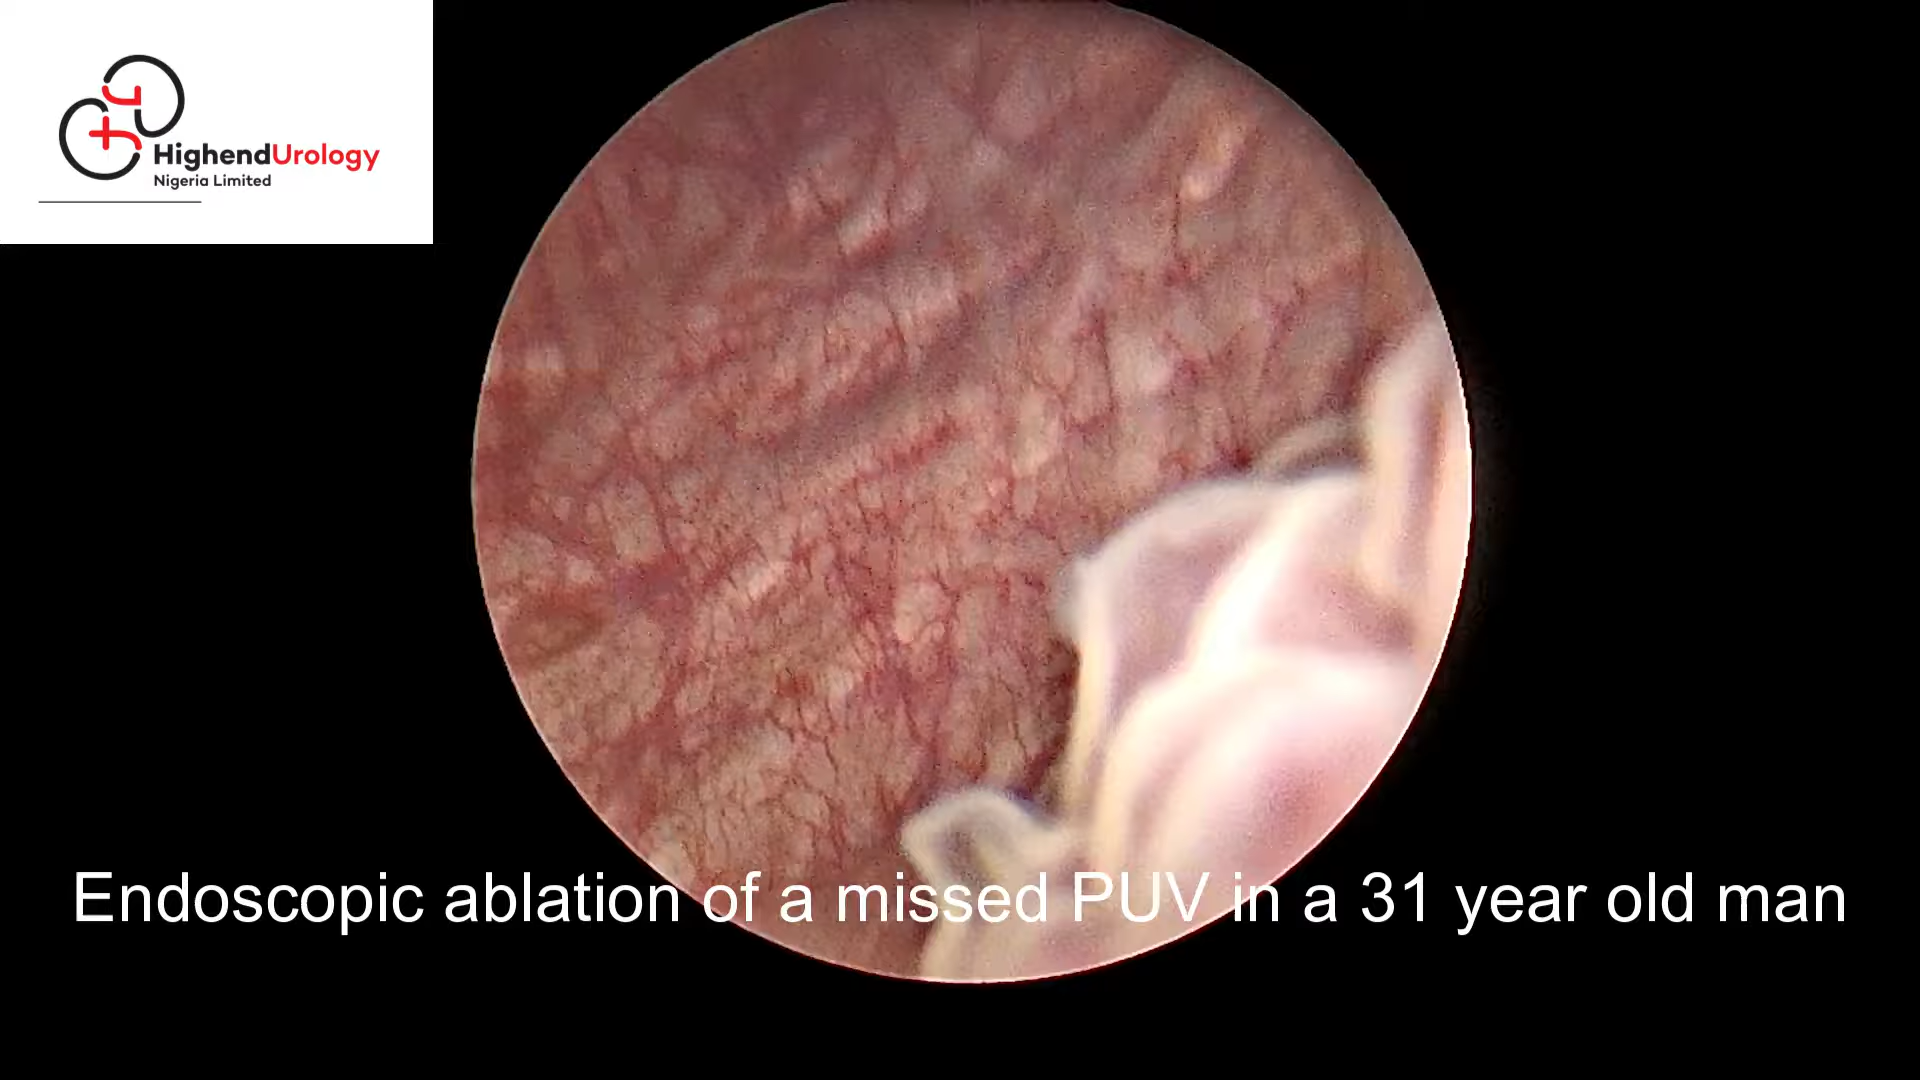 HighendUrology
Nigeria Limited
Endoscopic ablation of a missed PUV in a 31 year old man